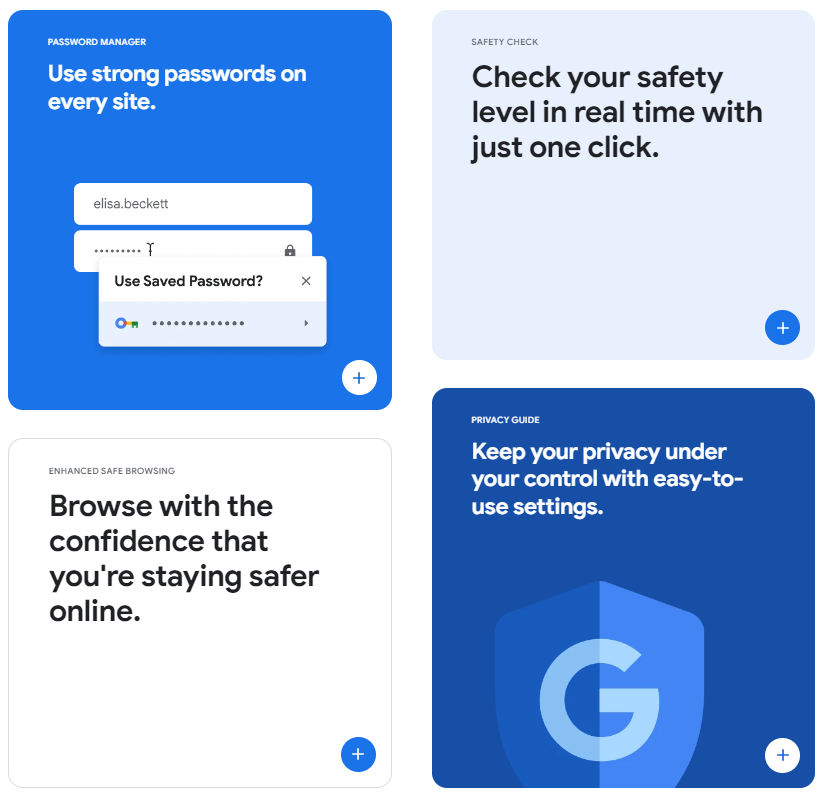 PASSWORD MANAGER
Use strong passwords on
every site.
elisa.beckett
Use Saved Password?
SAFETY CHECK
Check your safety
level in real time with
just one click.
ENHANCED SAFE BROWSING
Browse with the
confidence that
you're staying safer
online.
PRIVACY GUIDE
Keep your privacy under
your control with easy-to-
use settings.
G